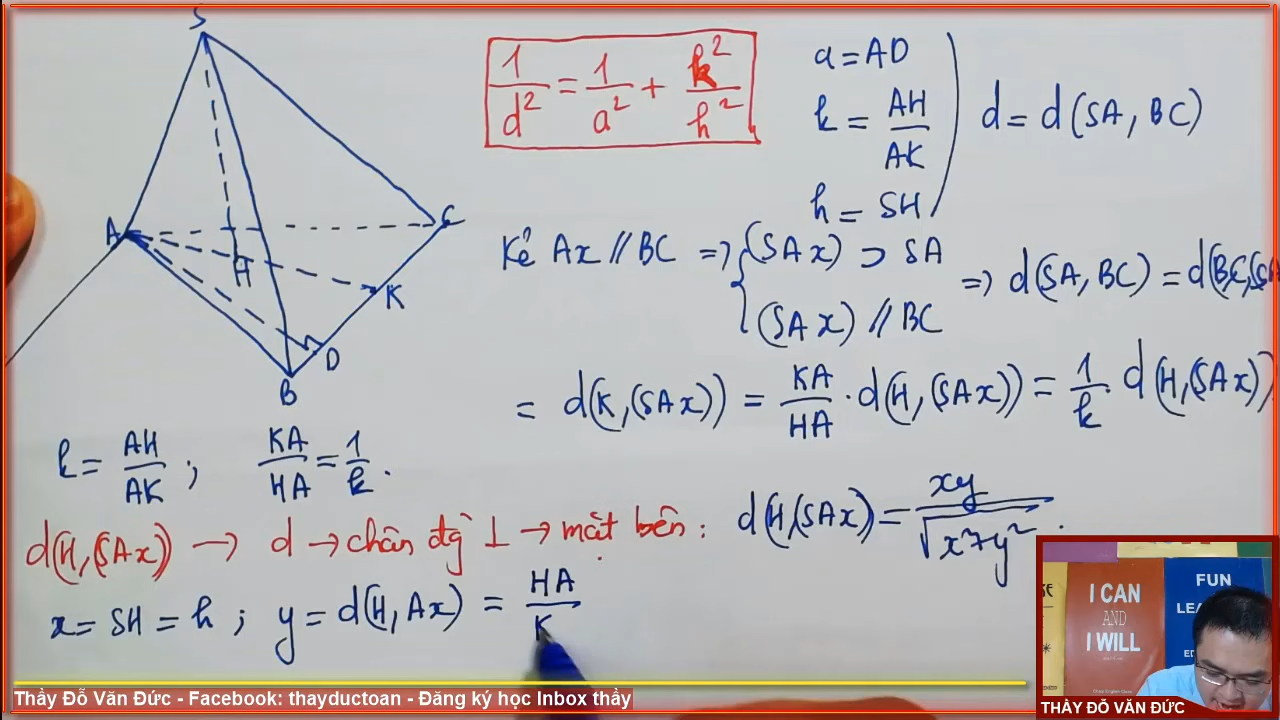 S
A
B
C
D
H
K
1/d² = 1/a² + k²/h²
a = AD
k = AH/AK
h = SH
d = d(SA, BC)
Kẻ Ax // BC => { (SAx) ⊃ SA
(SAx) // BC
=> d(SA, BC) = d(BC,(SA
= d(K,(SAx)) = KA/HA . d(H,(SAx)) = 1/k . d(H,(SAx))
k = AH/AK ; KA/HA = 1/k .
d(H,(SAx)) → d → chân đg ⊥ → mặt bên : d(H,(SAx)) = xy/√x²+y² .
x = SH = h ; y = d(H, Ax) = HA/K
I CAN
AND
I WILL
FUN
THẦY ĐỖ VĂN ĐỨC
Thầy Đỗ Văn Đức - Facebook: thayductoan - Đăng ký học Inbox thầy